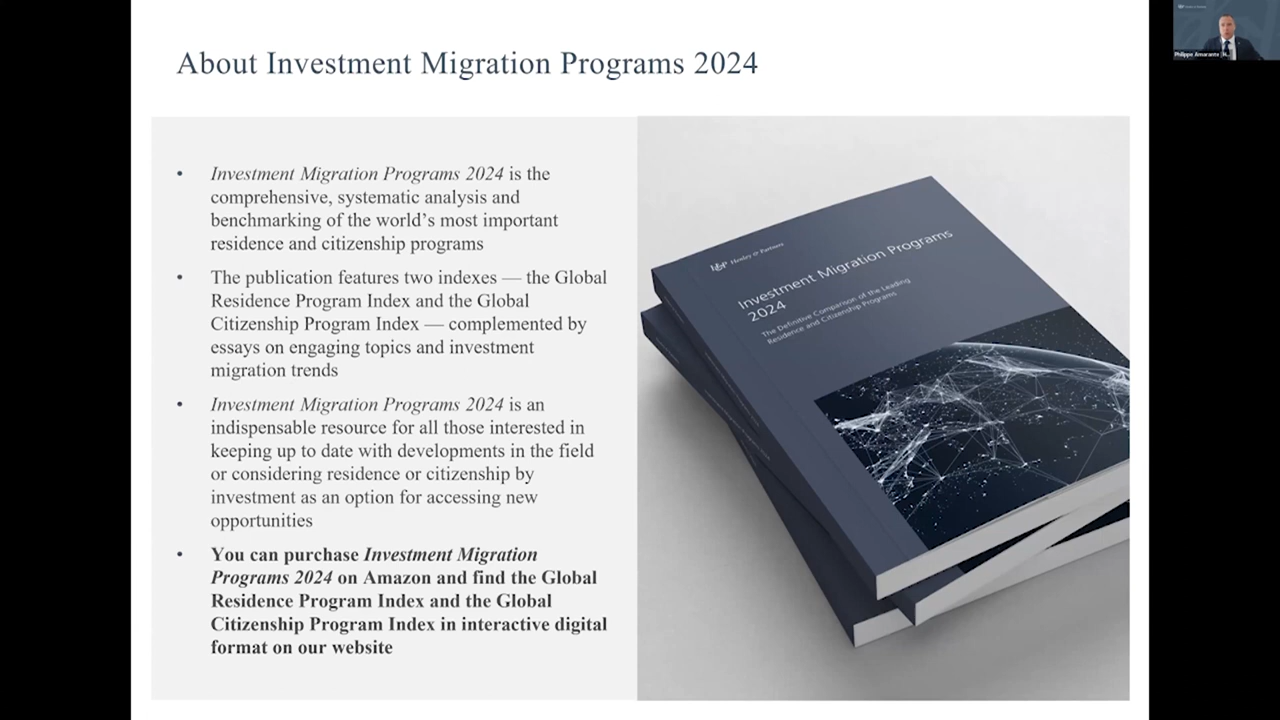 About Investment Migration Programs 2024
• Investment Migration Programs 2024 is the
comprehensive, systematic analysis and
benchmarking of the world’s most important
residence and citizenship programs
• The publication features two indexes — the Global
Residence Program Index and the Global
Citizenship Program Index — complemented by
essays on engaging topics and investment
migration trends
• Investment Migration Programs 2024 is an
indispensable resource for all those interested in
keeping up to date with developments in the field
or considering residence or citizenship by
investment as an option for accessing new
opportunities
• You can purchase Investment Migration
Programs 2024 on Amazon and find the Global
Residence Program Index and the Global
Citizenship Program Index in interactive digital
format on our website
H&P Henley & Partners
Investment Migration Programs
2024
The Definitive Comparison of the Leading
Residence and Citizenship Programs
Philippe Amarante